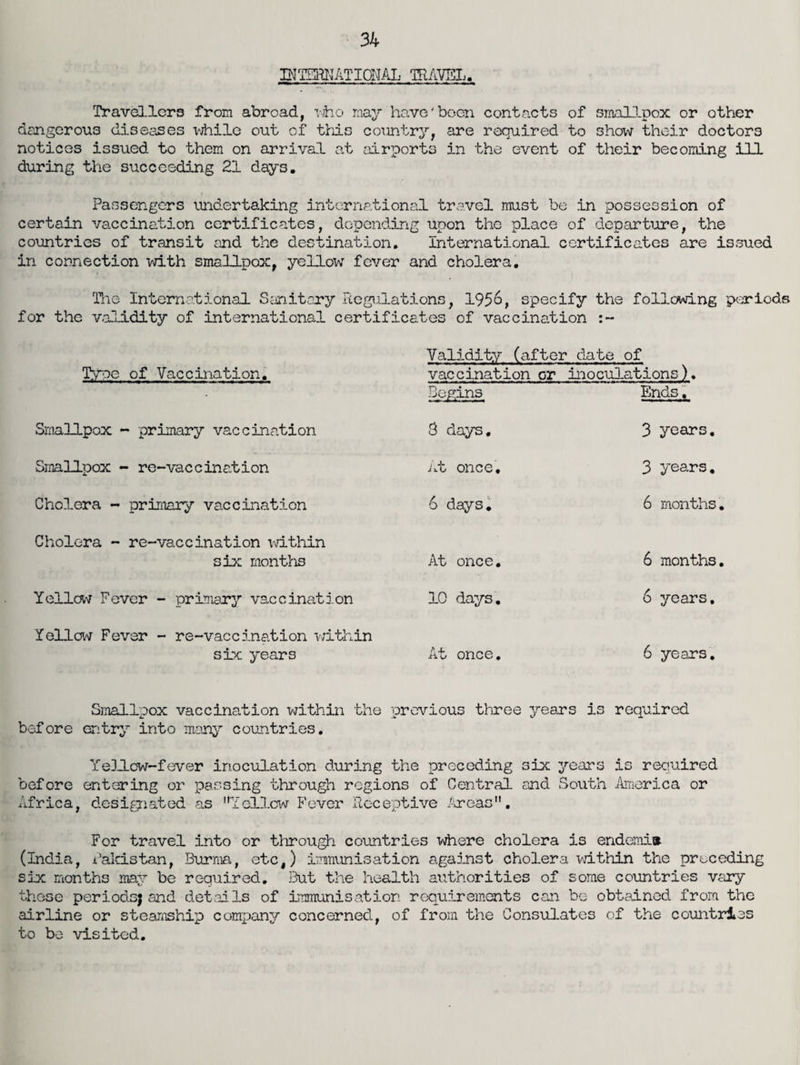 34
INTERNATIONAL TRAVEL.
Travellers from abroad, who may have'been contacts of smallpox or other
dangerous diseases while out of this country, are required to show their doctors
notices issued to them on arrival at airports in the event of their becoming ill
during the succeeding 21 days.
Passengers undertaking international travel must be in possession of
certain vaccination certificates, depending upon the place of departure, the
countries of transit and the destination. International certificates are issued
in connection with smallpox, yellow fever and cholera.
The International Sanitary Regulations, 1956, specify the following periods
for the validity of international certificates of vaccination :-
Validity (after date of
Type of Vaccination. vaccination or inoculations).
Begins Ends.
Smallpox - primary vaccination 8 days. 3 years.
Smallpox - re-vaccination At once. 3 years.
Cholera - primary vaccination 6 days. 6 months.
Cholera - re-vaccination within
six months At once. 6 months.
Yellow Fever - primary vaccination 10 days. 6 years.
Yellow Fever - re-vaccination within
six years At once. 6 years.
Smallpox vaccination within the previous three years is required
before entry into many countries.
Yellow-fever inoculation during the preceding six years is required
before entering or passing through regions of Central and South America or
Africa, designated as "Yellow Fever Receptive Areas".
For travel into or through countries where cholera is endemis
(India, Pakistan, Burma, etc,) immunisation against cholera within the preceding
six months may be required. But the health authorities of some countries vary
these periods; and details of immunisation requirements can be obtained from the
airline or steamship company concerned, of from the Consulates of the countries
to be visited.